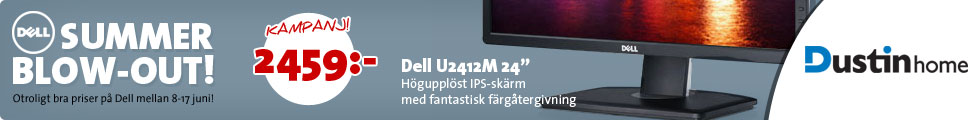 DELL
SUMMER
BLOW-OUT!
Otroligt bra priser på Dell mellan 8-17 juni!
KAMPANJ!
2459:-
DELL
Dell U2412M 24”
Högupplöst IPS-skärm
med fantastisk färgåtergivning
Dustin home